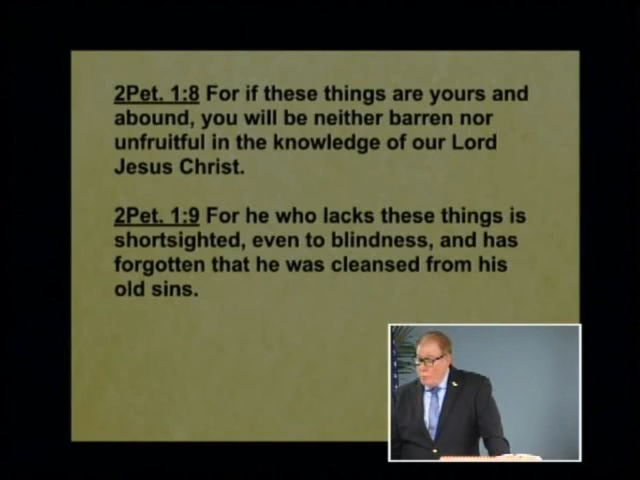 2Pet. 1:8 For if these things are yours and
abound, you will be neither barren nor
unfruitful in the knowledge of our Lord
Jesus Christ.
2Pet. 1:9 For he who lacks these things is
shortsighted, even to blindness, and has
forgotten that he was cleansed from his
old sins.